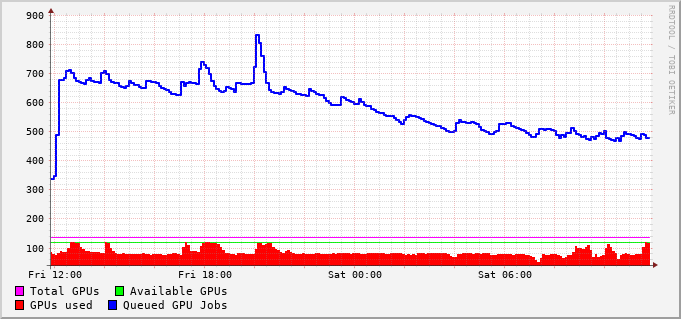 900
800
700
600
500
400
300
200
100
Fri 12:00 Fri 18:00 Sat 00:00 Sat 06:00
Total GPUs Available GPUs
GPUs used Queued GPU Jobs
RRDTOOL / TOBI OETIKER